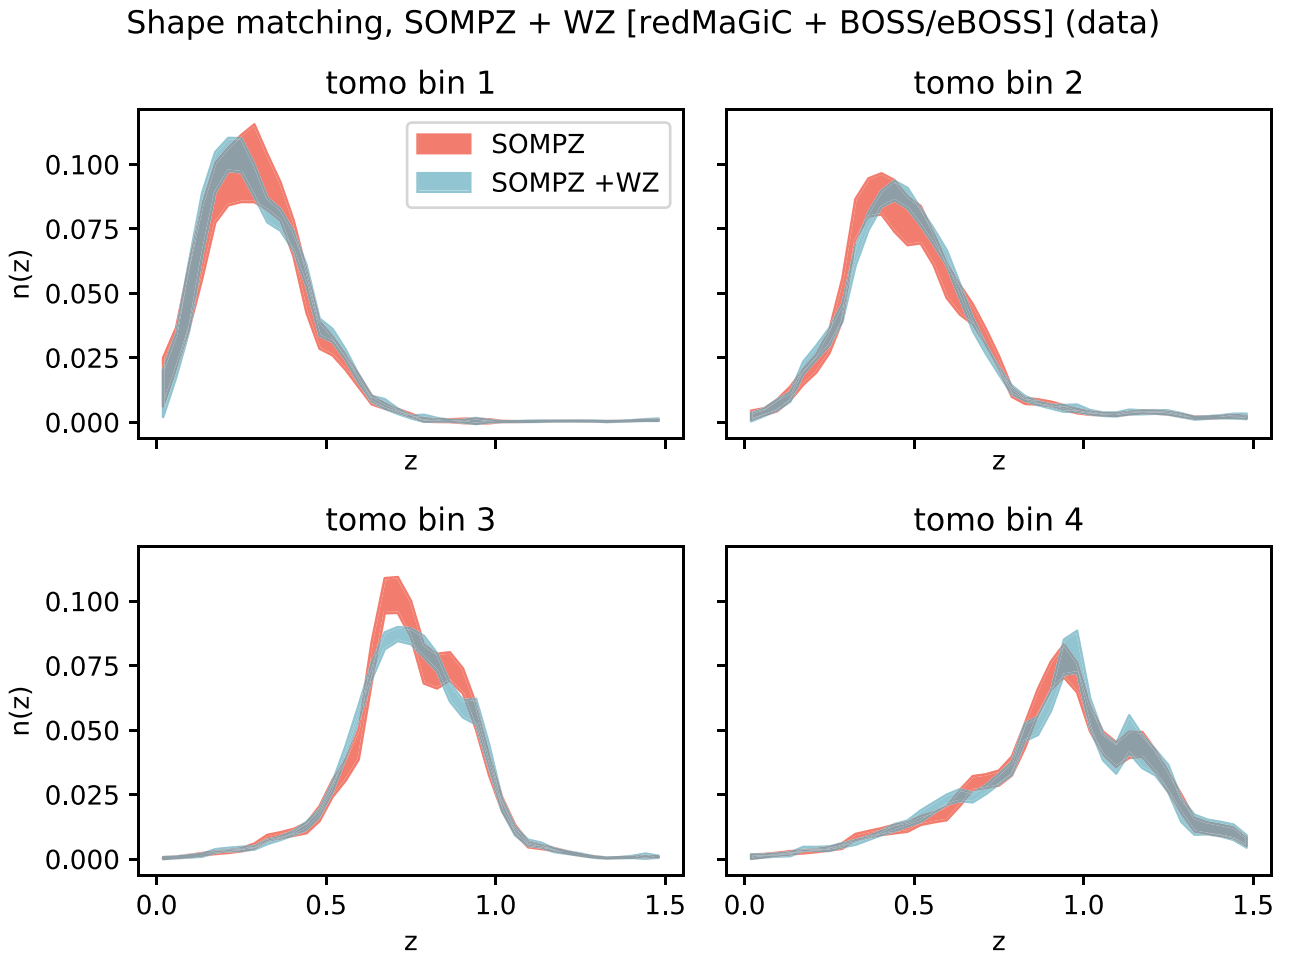 Shape matching, SOMPZ + WZ [redMaGiC + BOSS/eBOSS] (data)
tomo bin 1
tomo bin 2
SOMPZ
SOMPZ +WZ
n(z)
0.100
0.075
0.050
0.025
0.000
z
z
tomo bin 3
tomo bin 4
n(z)
0.100
0.075
0.050
0.025
0.000
0.0 0.5 1.0 1.5
0.0 0.5 1.0 1.5
z
z